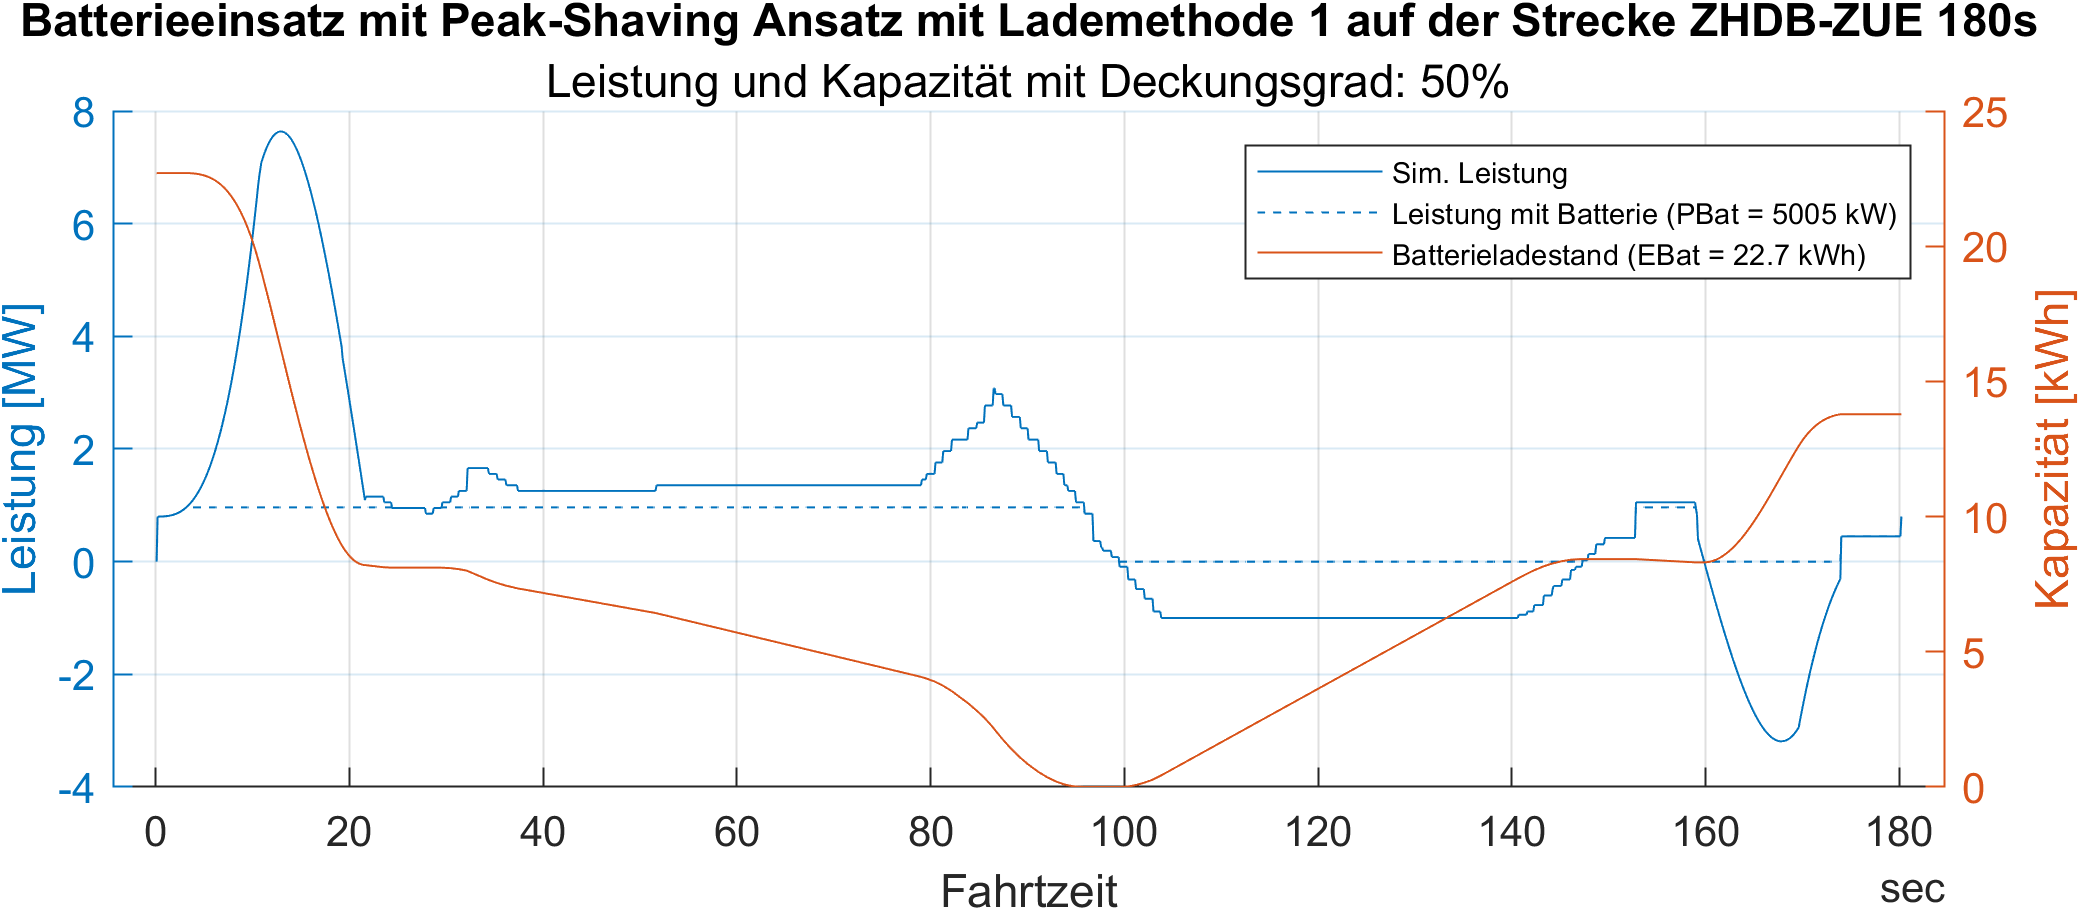 Batterieeinsatz mit Peak-Shaving Ansatz mit Lademethode 1 auf der Strecke ZHDB-ZUE 180s
Leistung und Kapazität mit Deckungsgrad: 50%
Leistung [MW]
8
6
4
2
0
-2
-4
Sim. Leistung
Leistung mit Batterie (PBat = 5005 kW)
Batterieladestand (EBat = 22.7 kWh)
25
20
15
10
5
0
Kapazität [kWh]
0 20 40 60 80 100 120 140 160 180
Fahrtzeit
sec